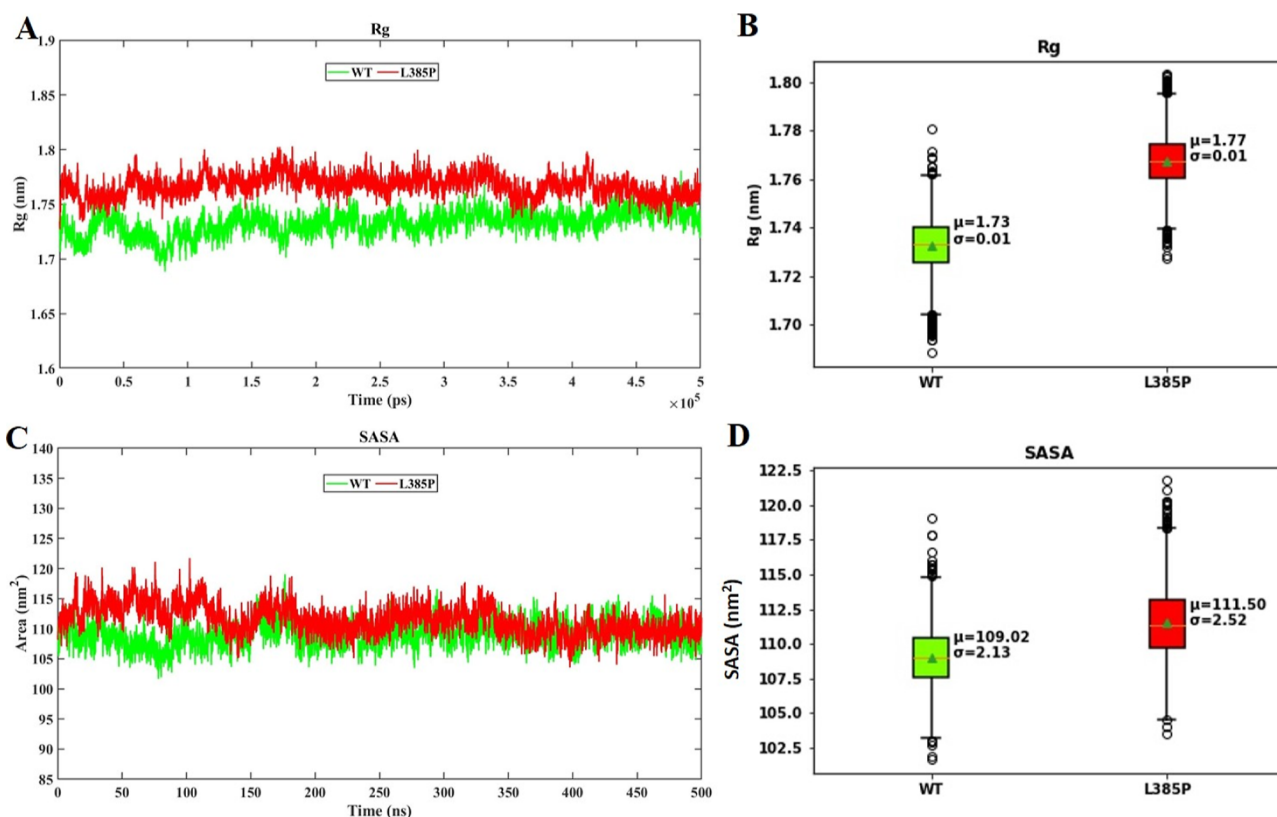 A
Rg
1.9
1.85
1.8
1.75
1.7
1.65
1.6
Rg (nm)
WT L385P
0 0.5 1 1.5 2 2.5 3 3.5 4 4.5 5
Time (ps)
×10^5
B
Rg
1.80
1.78
1.76
1.74
1.72
1.70
Rg (nm)
μ=1.73
σ=0.01
μ=1.77
σ=0.01
WT L385P
C
SASA
140
135
130
125
120
115
110
105
100
95
90
85
Area (nm²)
WT L385P
0 50 100 150 200 250 300 350 400 450 500
Time (ns)
D
SASA
122.5
120.0
117.5
115.0
112.5
110.0
107.5
105.0
102.5
SASA (nm²)
μ=109.02
σ=2.13
μ=111.50
σ=2.52
WT L385P